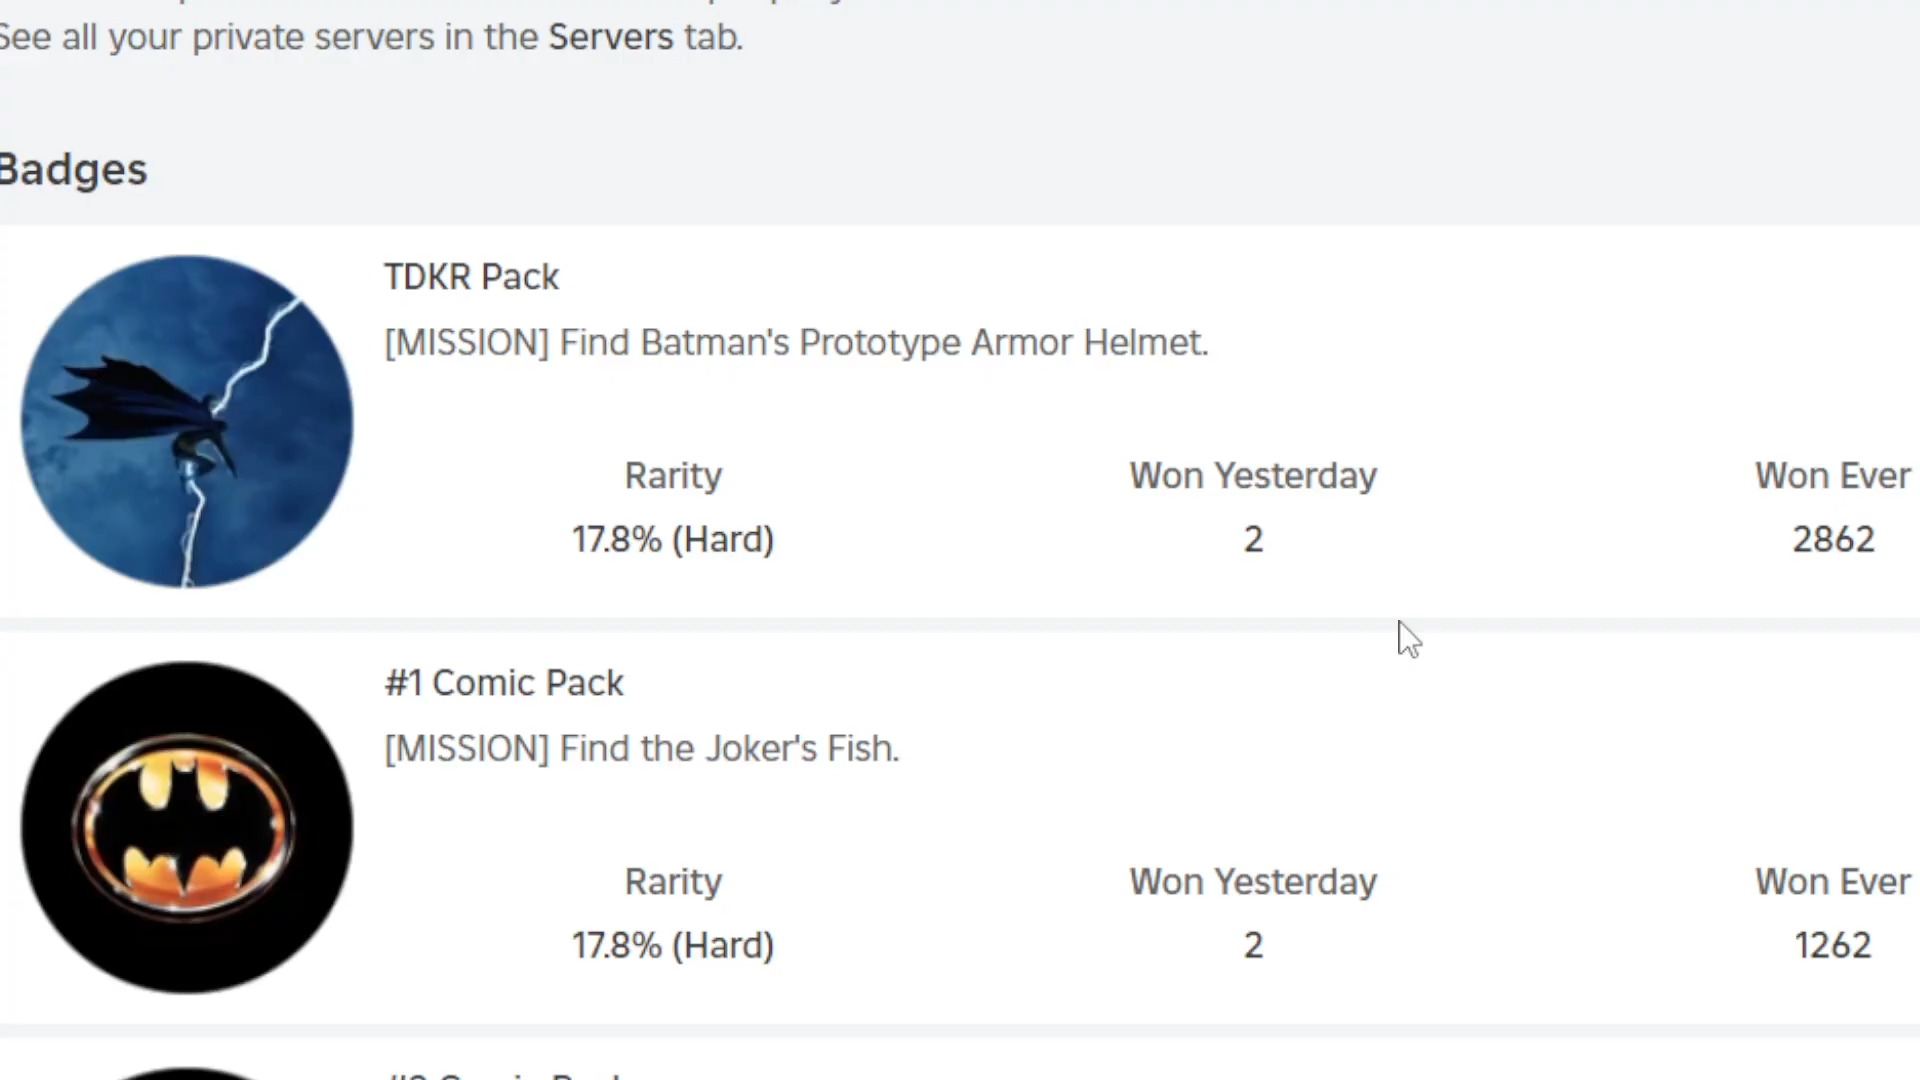 See all your private servers in the Servers tab.
Badges
TDKR Pack
[MISSION] Find Batman's Prototype Armor Helmet.
Rarity Won Yesterday Won Ever
17.8% (Hard) 2 2862
#1 Comic Pack
[MISSION] Find the Joker's Fish.
Rarity Won Yesterday Won Ever
17.8% (Hard) 2 1262